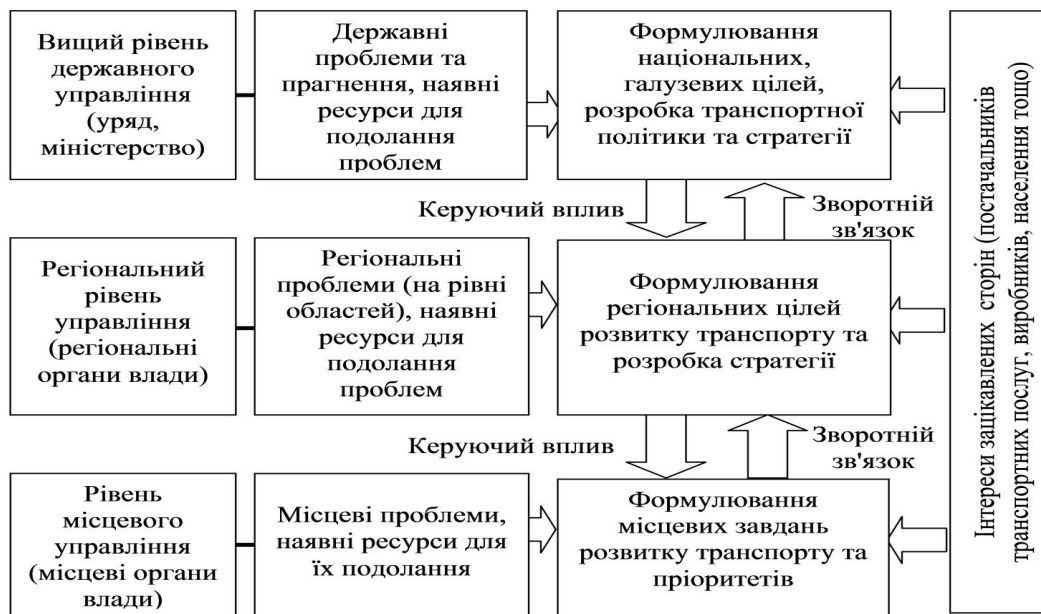 Вищий рівень
державного
управління
(уряд,
міністерство)
Державні
проблеми та
прагнення, наявні
ресурси для
подолання
проблем
Формулювання
національних,
галузевих цілей,
розробка транспортної
політики та стратегії
Керуючий вплив
Зворотній
зв'язок
Регіональний
рівень
управління
(регіональні
органи влади)
Регіональні
проблеми (на рівні
областей), наявні
ресурси для
подолання
проблем
Формулювання
регіональних цілей
розвитку транспорту та
розробка стратегії
Керуючий вплив
Зворотній
зв'язок
Рівень
місцевого
управління
(місцеві органи
влади)
Місцеві проблеми,
наявні ресурси для
їх подолання
Формулювання
місцевих завдань
розвитку транспорту та
пріоритетів
Інтереси зацікавлених сторін (постачальників
транспортних послуг, виробників, населення тощо)